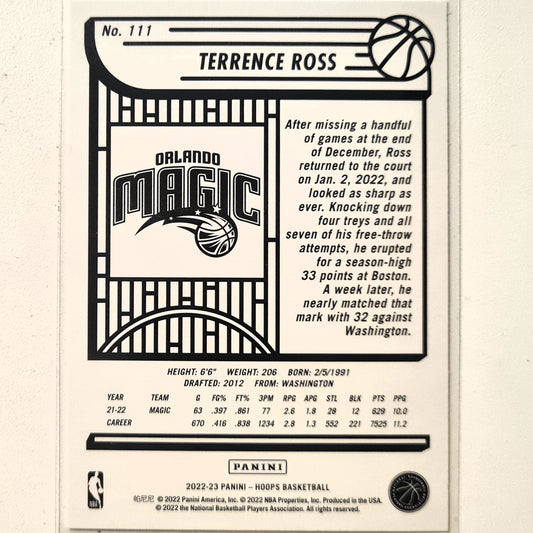 No. 111
TERRENCE ROSS
ORLANDO
MAGIC
After missing a handful
of games at the end
of December, Ross
returned to the court
on Jan. 2, 2022, and
looked as sharp as
ever. Knocking down
four treys and all
seven of his free-throw
attempts, he erupted
for a season-high
33 points at Boston.
A week later, he
nearly matched that
mark with 32 against
Washington.
HEIGHT: 6'6" WEIGHT: 206 BORN: 2/5/1991
DRAFTED: 2012 FROM: WASHINGTON
YEAR TEAM G FG% FT% 3PM RPG APG STL BLK PTS PPG
21-22 MAGIC 63 .397 .861 77 2.6 1.8 28 12 629 10.0
CAREER 670 .416 .838 1234 2.8 1.3 552 221 7525 11.2
PANINI
2022-23 PANINI – HOOPS BASKETBALL
帕尼尼 © 2022 Panini America, Inc. © 2022 NBA Properties, Inc. Produced in the USA.
© 2022 the National Basketball Players Association. All rights reserved.
NBA